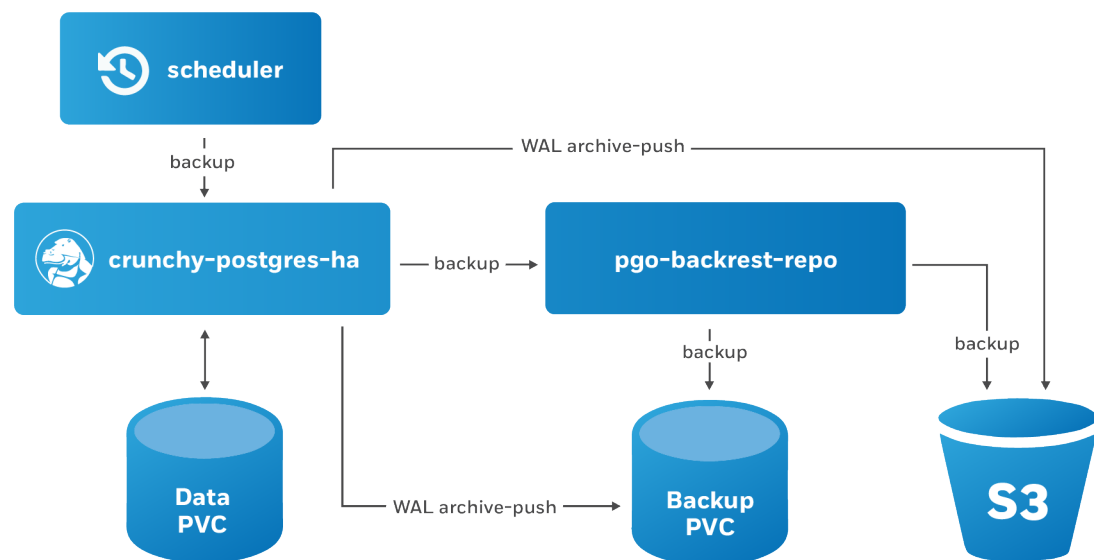 scheduler
WAL archive-push
backup
crunchy-postgres-ha
backup
pgo-backrest-repo
backup
backup
Data
PVC
WAL archive-push
Backup
PVC
S3